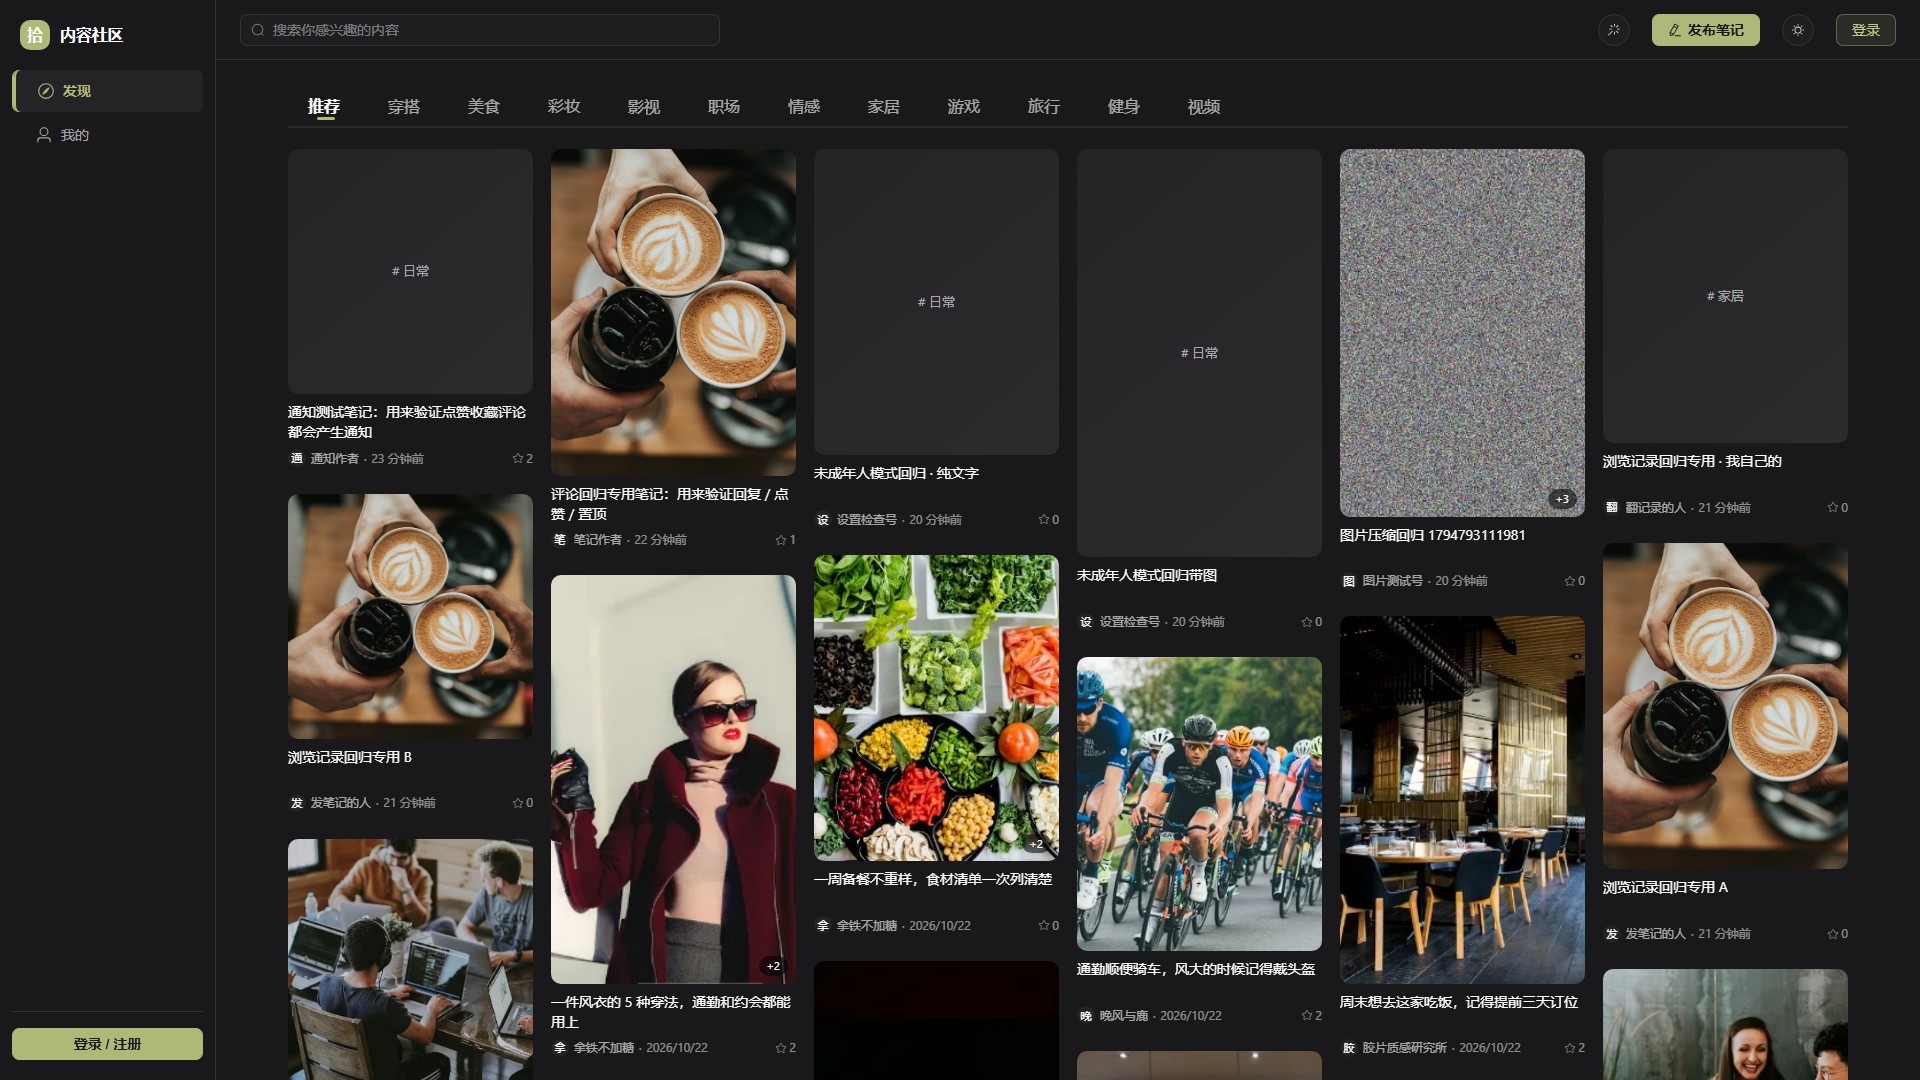 拾 内容社区
搜索你感兴趣的内容
发布笔记
登录
发现
我的
推荐 穿搭 美食 彩妆 影视 职场 情感 家居 游戏 旅行 健身 视频
# 日常
通知测试笔记：用来验证点赞收藏评论
都会产生通知
通 通知作者 · 23 分钟前 2
浏览记录回归专用 B
发 发笔记的人 · 21 分钟前 0
评论回归专用笔记：用来验证回复 / 点
赞 / 置顶
笔 笔记作者 · 22 分钟前 1
+2
一件风衣的 5 种穿法，通勤和约会都能
用上
拿 拿铁不加糖 · 2026/10/22 2
# 日常
未成年人模式回归 · 纯文字
设 设置检查号 · 20 分钟前 0
+2
一周备餐不重样，食材清单一次列清楚
拿 拿铁不加糖 · 2026/10/22 0
# 日常
未成年人模式回归带图
设 设置检查号 · 20 分钟前 0
通勤顺便骑车，风大的时候记得戴头盔
晚 晚风与鹿 · 2026/10/22 2
+3
图片压缩回归 1794793111981
图 图片测试号 · 20 分钟前 0
周末想去这家吃饭，记得提前三天订位
胶 胶片质感研究所 · 2026/10/22 2
# 家居
浏览记录回归专用 · 我自己的
翻 翻记录的人 · 21 分钟前 0
浏览记录回归专用 A
发 发笔记的人 · 21 分钟前 0
登录 / 注册